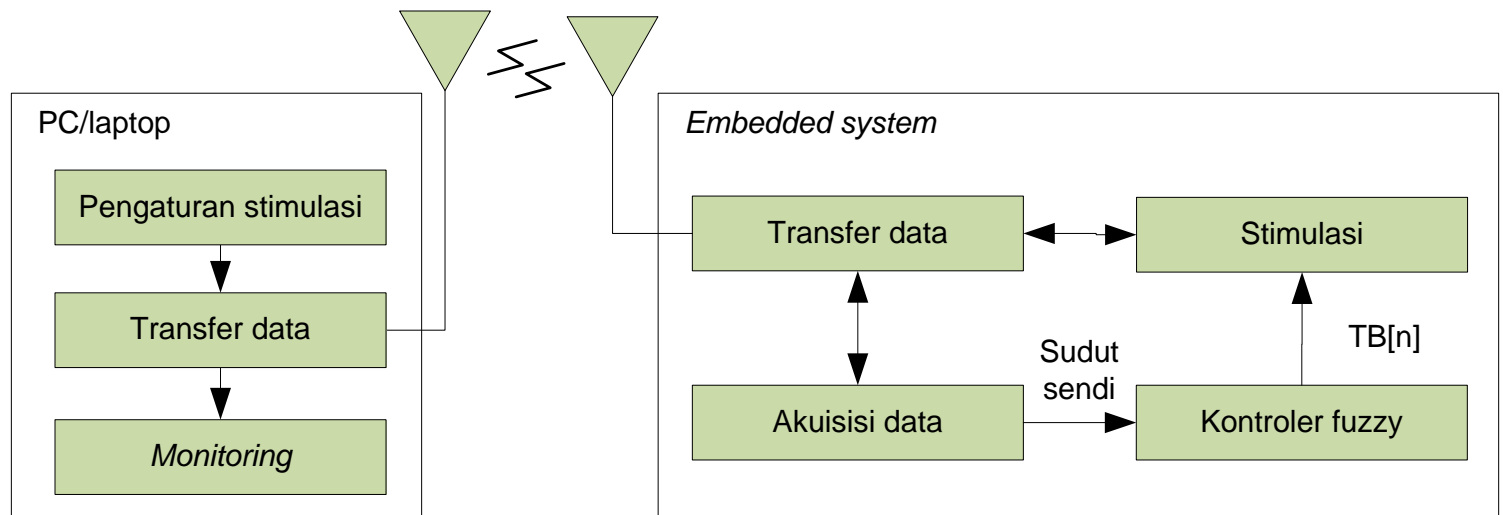 PC/laptop
Pengaturan stimulasi
Transfer data
Monitoring
Embedded system
Transfer data
Stimulasi
Sudut
sendi
TB[n]
Akuisisi data
Kontroler fuzzy